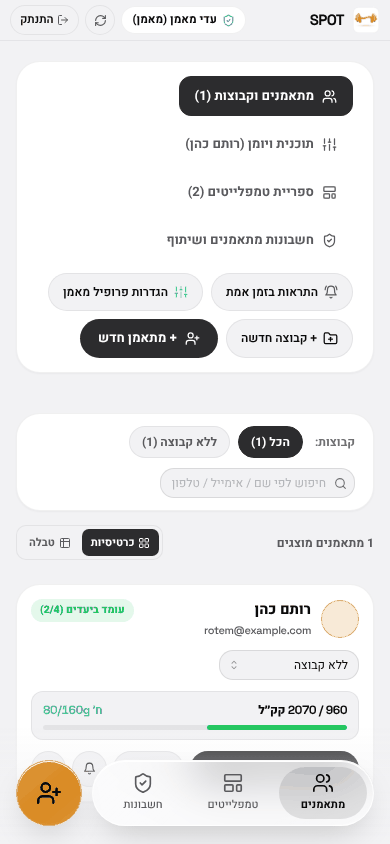 SPOT
עדי מאמן (מאמן)
התנתק
מתאמנים וקבוצות (1)
תוכנית ויומן (רותם כהן)
ספריית טמפלייטים (2)
חשבונות מתאמנים ושיתוף
התראות בזמן אמת
הגדרות פרופיל מאמן
+ קבוצה חדשה
+ מתאמן חדש
קבוצות:
הכל (1)
ללא קבוצה (1)
חיפוש לפי שם / אימייל / טלפון
1 מתאמנים מוצגים
כרטיסיות
טבלה
רותם כהן
עומד ביעדים (2/4)
rotem@example.com
ללא קבוצה
960 / 2070 קק״ל
80/160g ח׳
מתאמנים
טמפלייטים
חשבונות